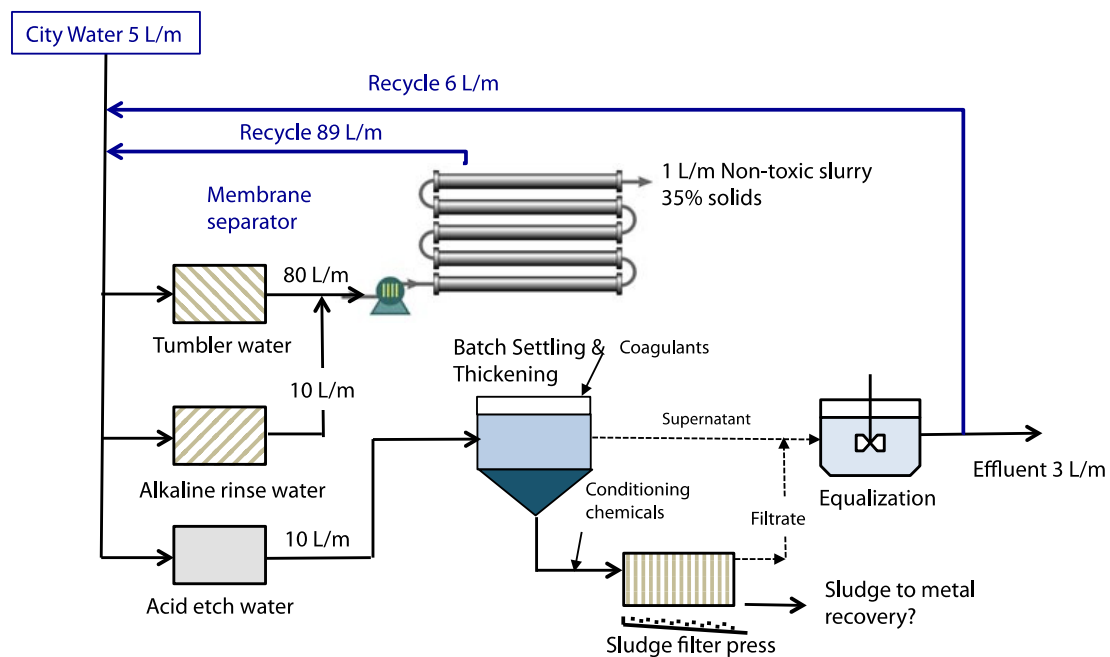 City Water 5 L/m
Recycle 6 L/m
Recycle 89 L/m
1 L/m Non-toxic slurry
35% solids
Membrane
separator
80 L/m
Tumbler water
Batch Settling &
Thickening
Coagulants
10 L/m
Supernatant
Alkaline rinse water
Effluent 3 L/m
Equalization
Conditioning
chemicals
Filtrate
10 L/m
Acid etch water
Sludge to metal
recovery?
Sludge filter press